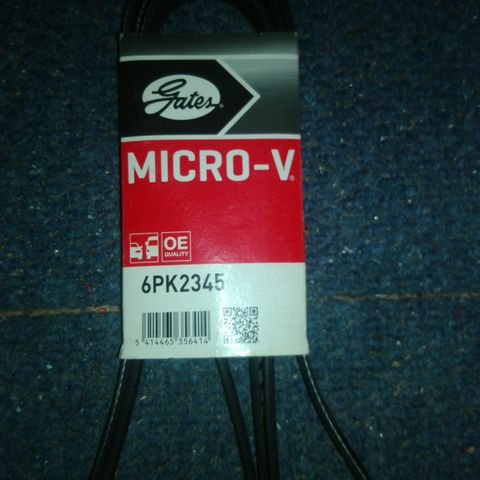 Gates®
MICRO-V®
OE
QUALITY
6PK2345
5 414465 356414